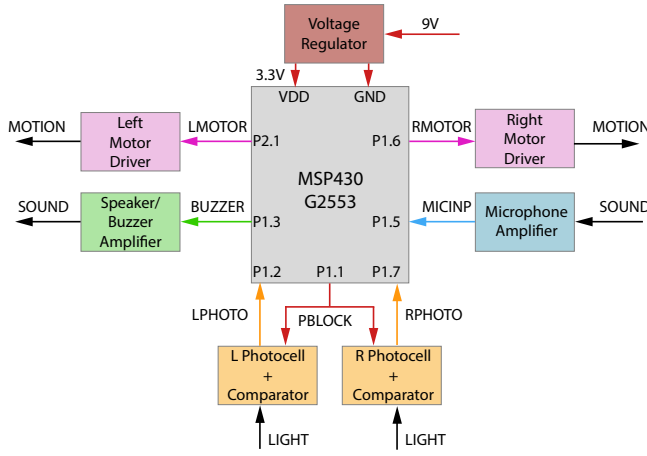 Voltage
Regulator
9V
3.3V
VDD GND
MOTION
Left
Motor
Driver
LMOTOR
P2.1
P1.6
RMOTOR
Right
Motor
Driver
MOTION
MSP430
G2553
SOUND
Speaker/
Buzzer
Amplifier
BUZZER
P1.3
P1.5
MICINP
Microphone
Amplifier
SOUND
P1.2 P1.1 P1.7
LPHOTO PBLOCK RPHOTO
L Photocell
+
Comparator
R Photocell
+
Comparator
LIGHT LIGHT